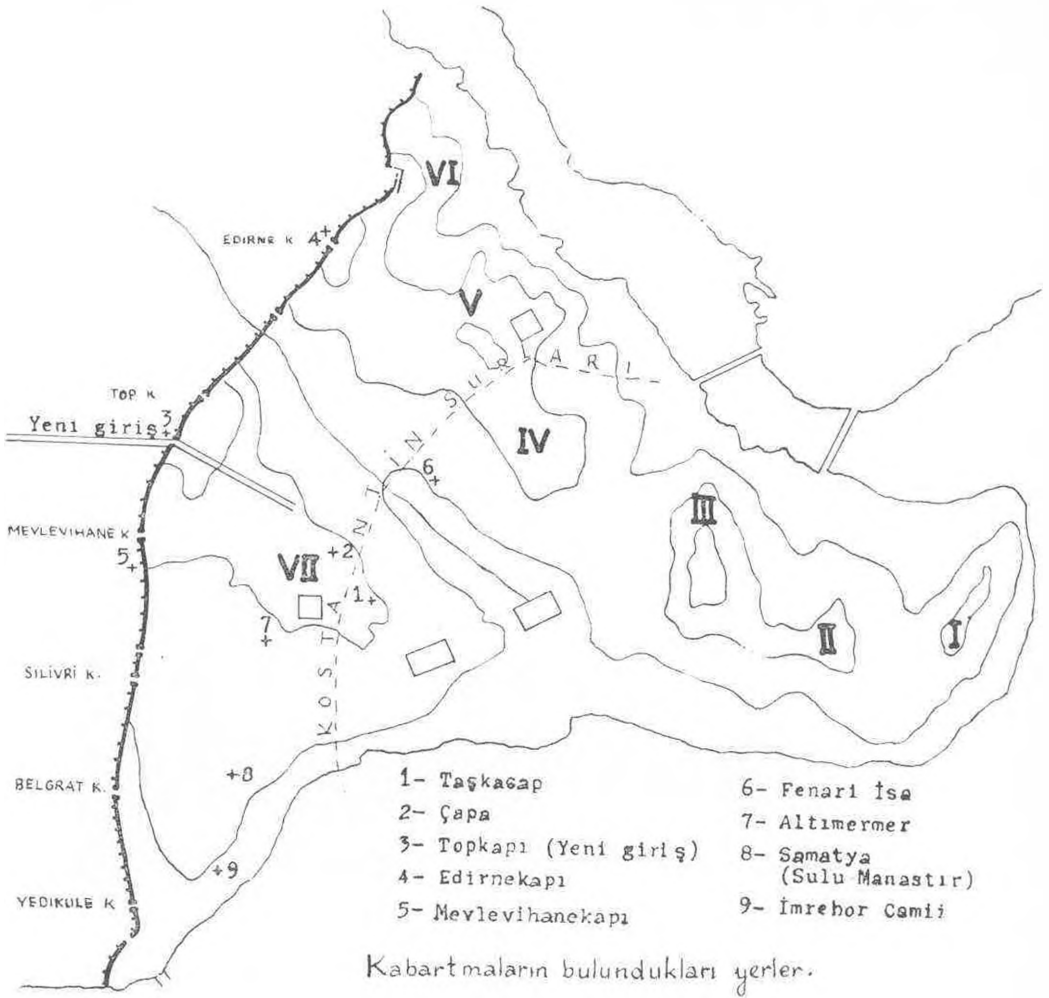 VI
EDIRNE K
4
V
SURLARI
TOP K
3
Yeni giriş
KOSTANTİN
IV
6
III
MEVLEVIHANE K
5
2
VII
1
7
II
I
SILIVRI K.
8
BELGRAT K.
9
YEDIKULE K
1- Taşkasap
2- Çapa
3- Topkapı (Yeni giriş)
4- Edirnekapı
5- Mevlevihanekapı
6- Fenari İsa
7- Altımermer
8- Samatya
(Sulu Manastır)
9- İmrehor Camii
Kabartmaların bulundukları yerler.